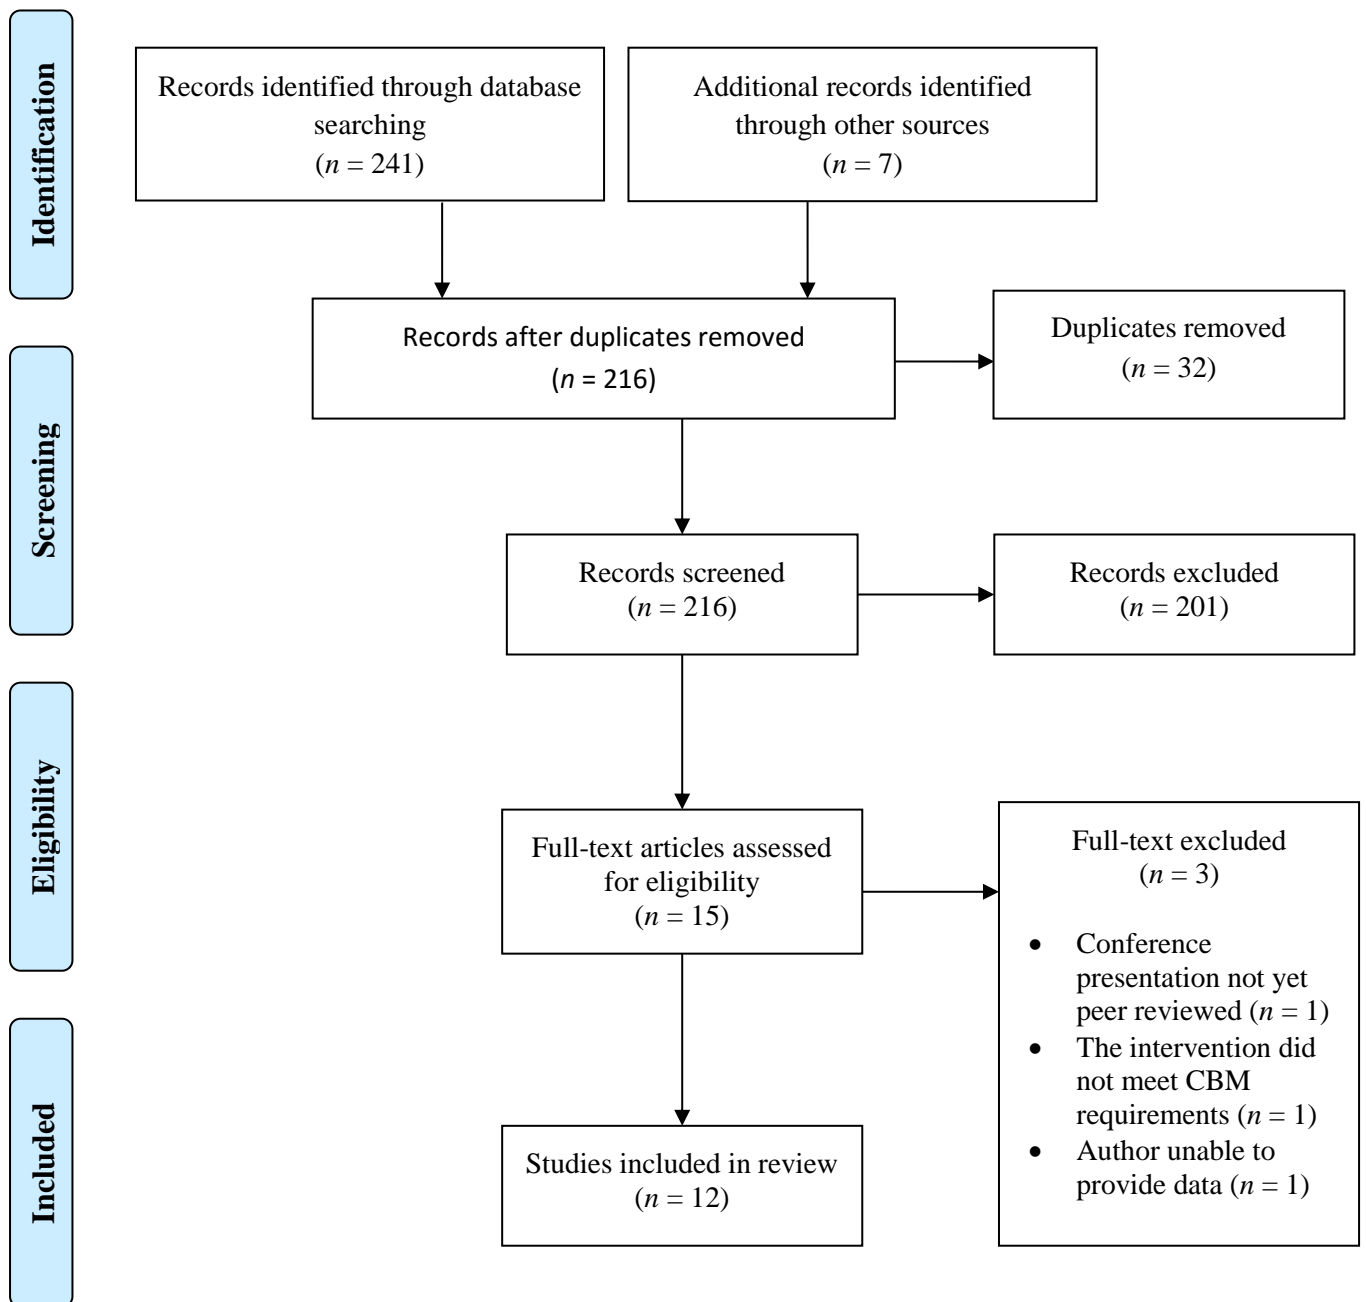 Identification
Records identified through database
searching
(n = 241)
Additional records identified
through other sources
(n = 7)
Records after duplicates removed
(n = 216)
Duplicates removed
(n = 32)
Screening
Records screened
(n = 216)
Records excluded
(n = 201)
Eligibility
Full-text articles assessed
for eligibility
(n = 15)
Full-text excluded
(n = 3)
• Conference
presentation not yet
peer reviewed (n = 1)
• The intervention did
not meet CBM
requirements (n = 1)
• Author unable to
provide data (n = 1)
Included
Studies included in review
(n = 12)